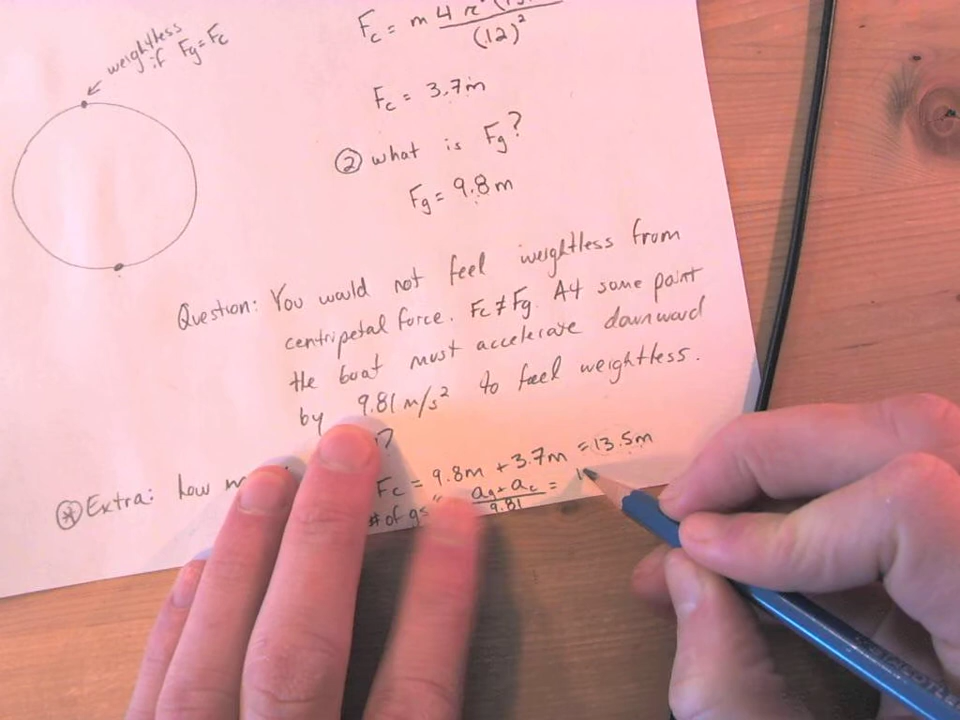 weightless
if Fg = Fc
Fc = m 4 π²
(12)²
Fc = 3.7m
② what is Fg?
Fg = 9.8m
Question: You would not feel weightless from
centripetal force. Fc ≠ Fg. At some point
the boat must accelerate downward
by 9.81 m/s² to feel weightless.
⊛ Extra: how
Fc = 9.8m + 3.7m = 13.5m
# of gs = ag + ac / 9.81 = 1